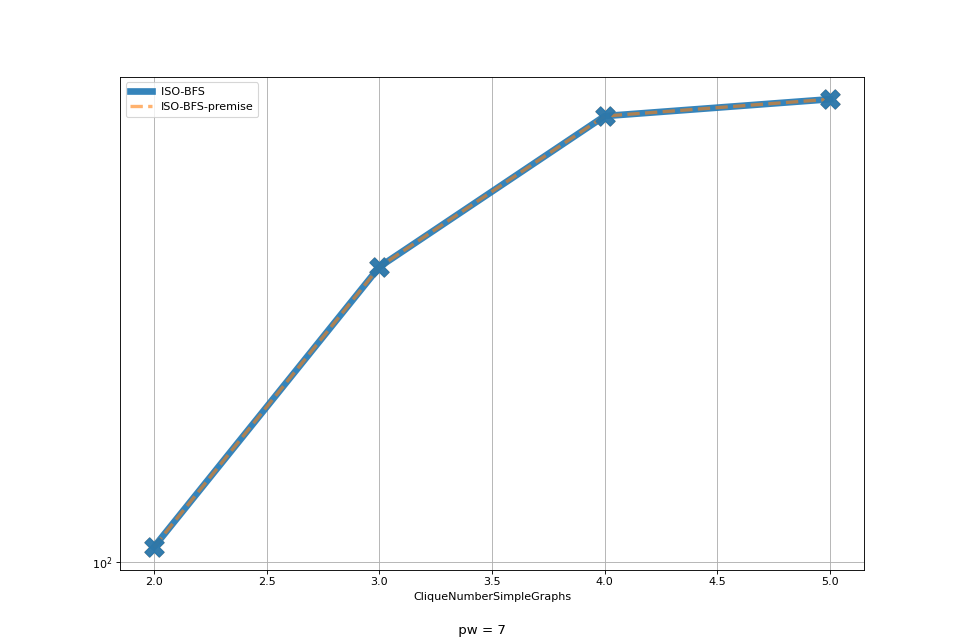 ISO-BFS
ISO-BFS-premise
10²
2.0 2.5 3.0 3.5 4.0 4.5 5.0
CliqueNumberSimpleGraphs
pw = 7